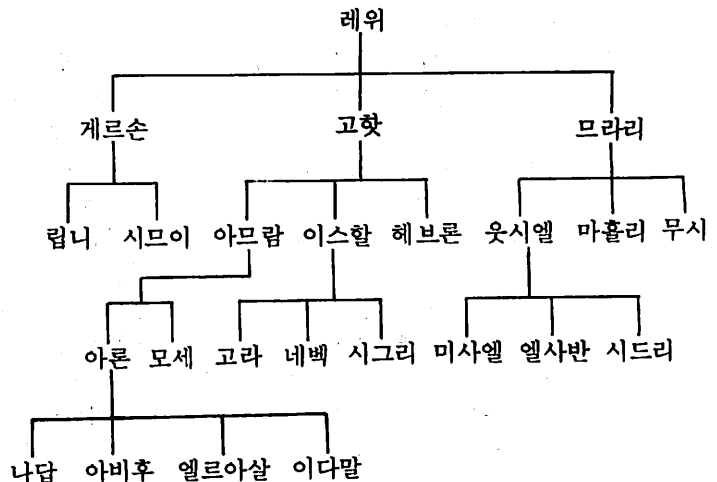 레위
게르손 고핫 므라리
립니 시므이 아므람 이스할 헤브론 웃시엘 마흘리 무시
아론 모세 고라 네벡 시그리 미사엘 엘사반 시드리
나답 아비후 엘르아살 이다말